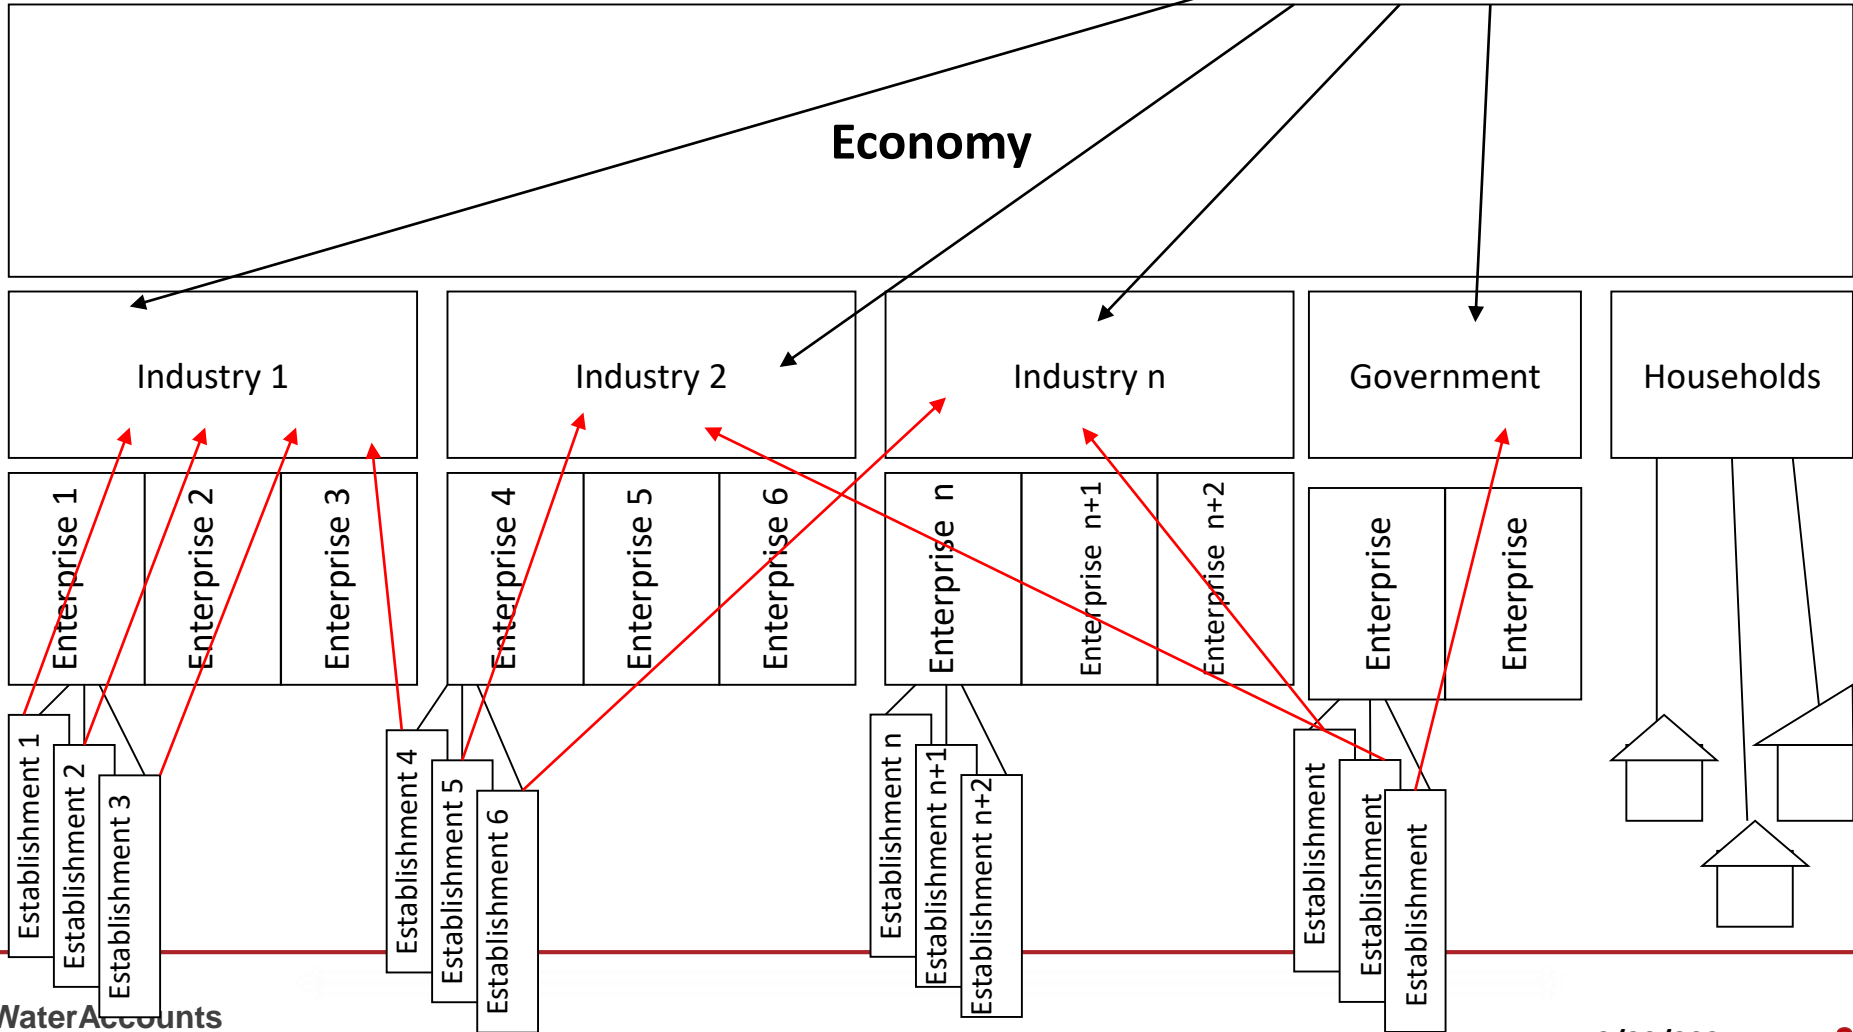 Economy
Industry 1
Industry 2
Industry n
Government
Households
Enterprise 1
Enterprise 2
Enterprise 3
Enterprise 4
Enterprise 5
Enterprise 6
Enterprise n
Enterprise n+1
Enterprise n+2
Enterprise
Enterprise
Establishment 1
Establishment 2
Establishment 3
Establishment 4
Establishment 5
Establishment 6
Establishment n
Establishment n+1
Establishment n+2
Establishment
Establishment
Establishment
WaterAccounts